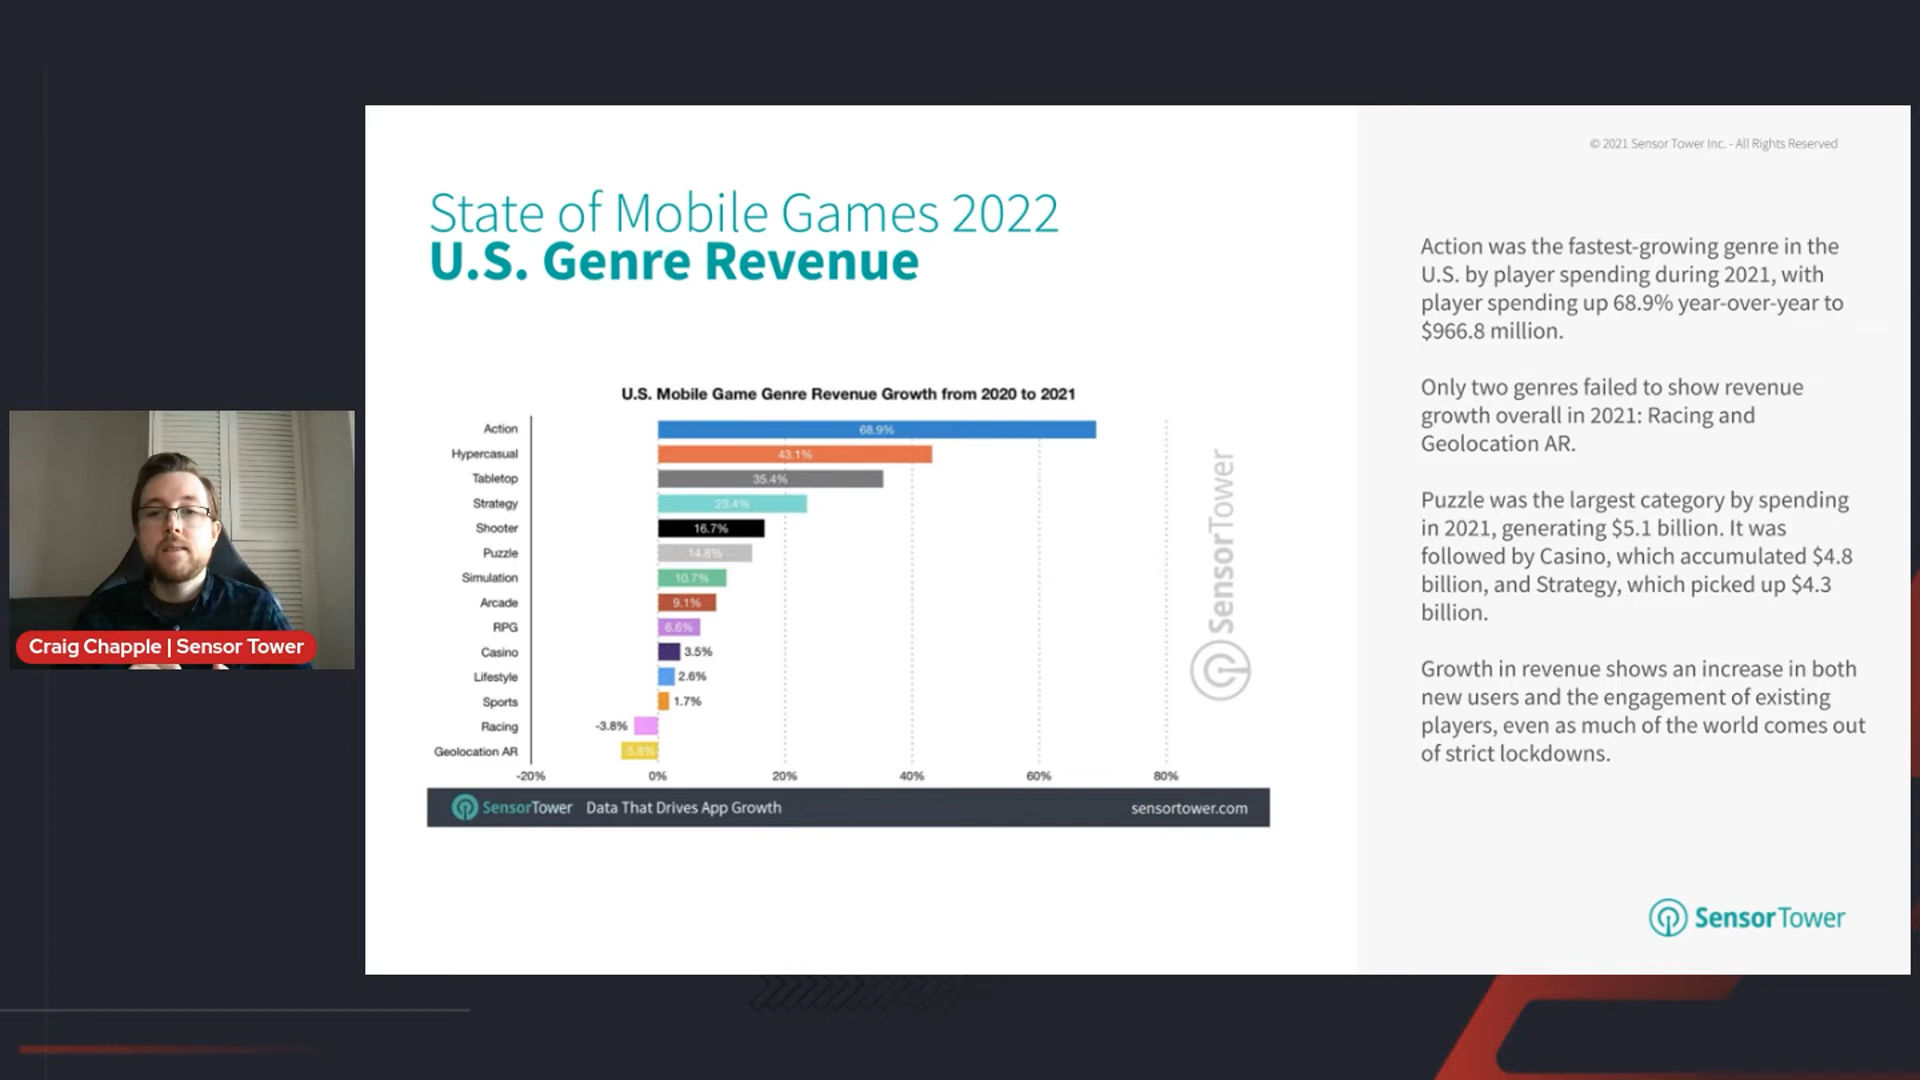 © 2021 Sensor Tower Inc. - All Rights Reserved
State of Mobile Games 2022
U.S. Genre Revenue
U.S. Mobile Game Genre Revenue Growth from 2020 to 2021
Action 68.9%
Hypercasual 43.1%
Tabletop 35.4%
Strategy 23.4%
Shooter 16.7%
Puzzle 14.8%
Simulation 10.7%
Arcade 9.1%
RPG 6.6%
Casino 3.5%
Lifestyle 2.6%
Sports 1.7%
Racing -3.8%
Geolocation AR -5.8%
-20% 0% 20% 40% 60% 80%
SensorTower
SensorTower Data That Drives App Growth sensortower.com
Action was the fastest-growing genre in the
U.S. by player spending during 2021, with
player spending up 68.9% year-over-year to
$966.8 million.
Only two genres failed to show revenue
growth overall in 2021: Racing and
Geolocation AR.
Puzzle was the largest category by spending
in 2021, generating $5.1 billion. It was
followed by Casino, which accumulated $4.8
billion, and Strategy, which picked up $4.3
billion.
Growth in revenue shows an increase in both
new users and the engagement of existing
players, even as much of the world comes out
of strict lockdowns.
SensorTower
Craig Chapple | Sensor Tower